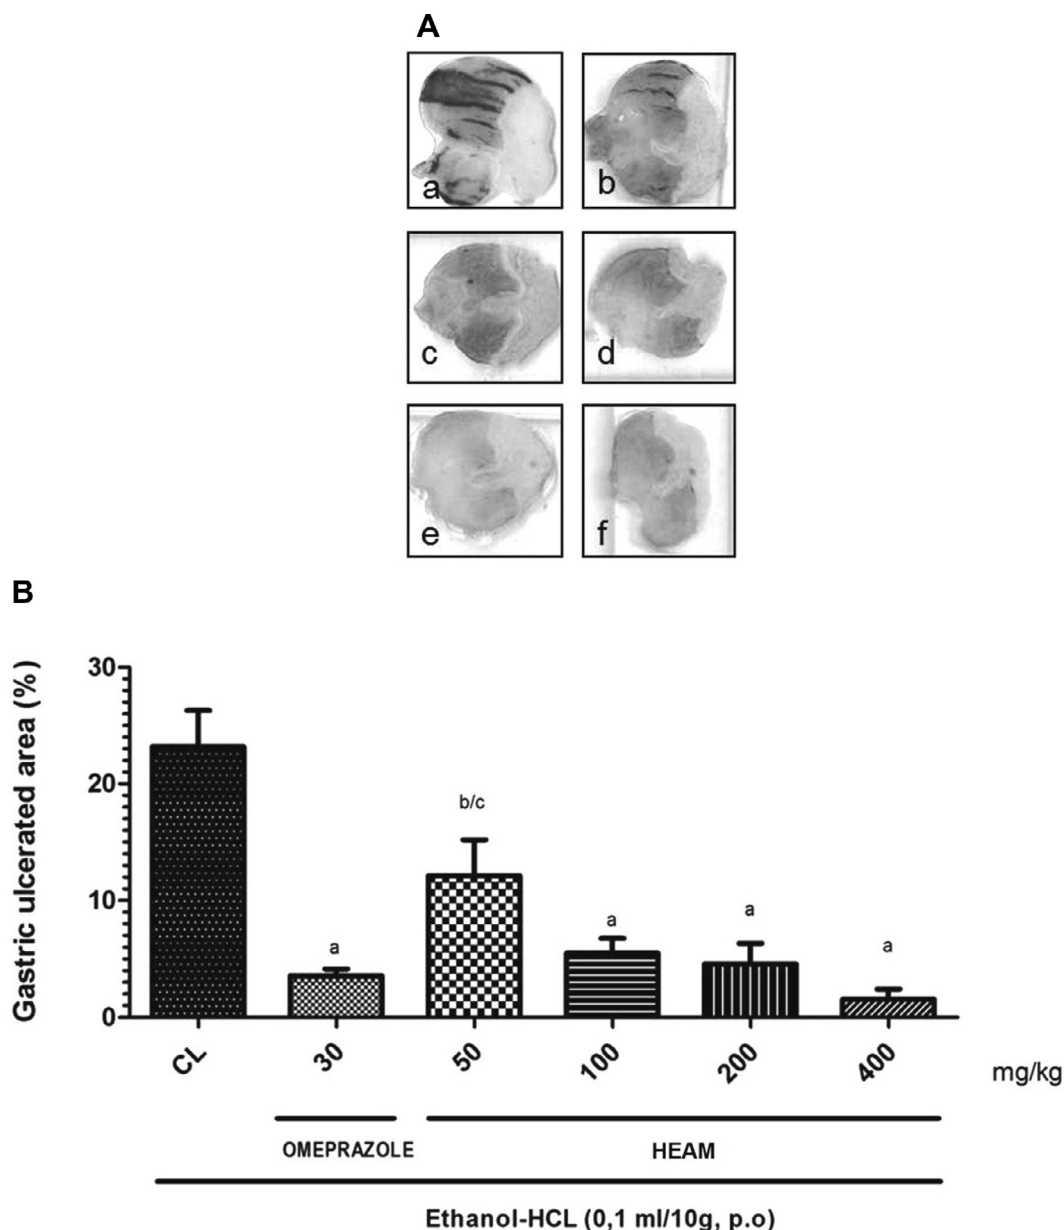 A
a
b
c
d
e
f
B
Gastric ulcerated area (%)
30
20
10
0
a
b/c
a
a
a
CL
30
50
100
200
400
mg/kg
OMEPRAZOLE
HEAM
Ethanol-HCL (0,1 ml/10g, p.o)